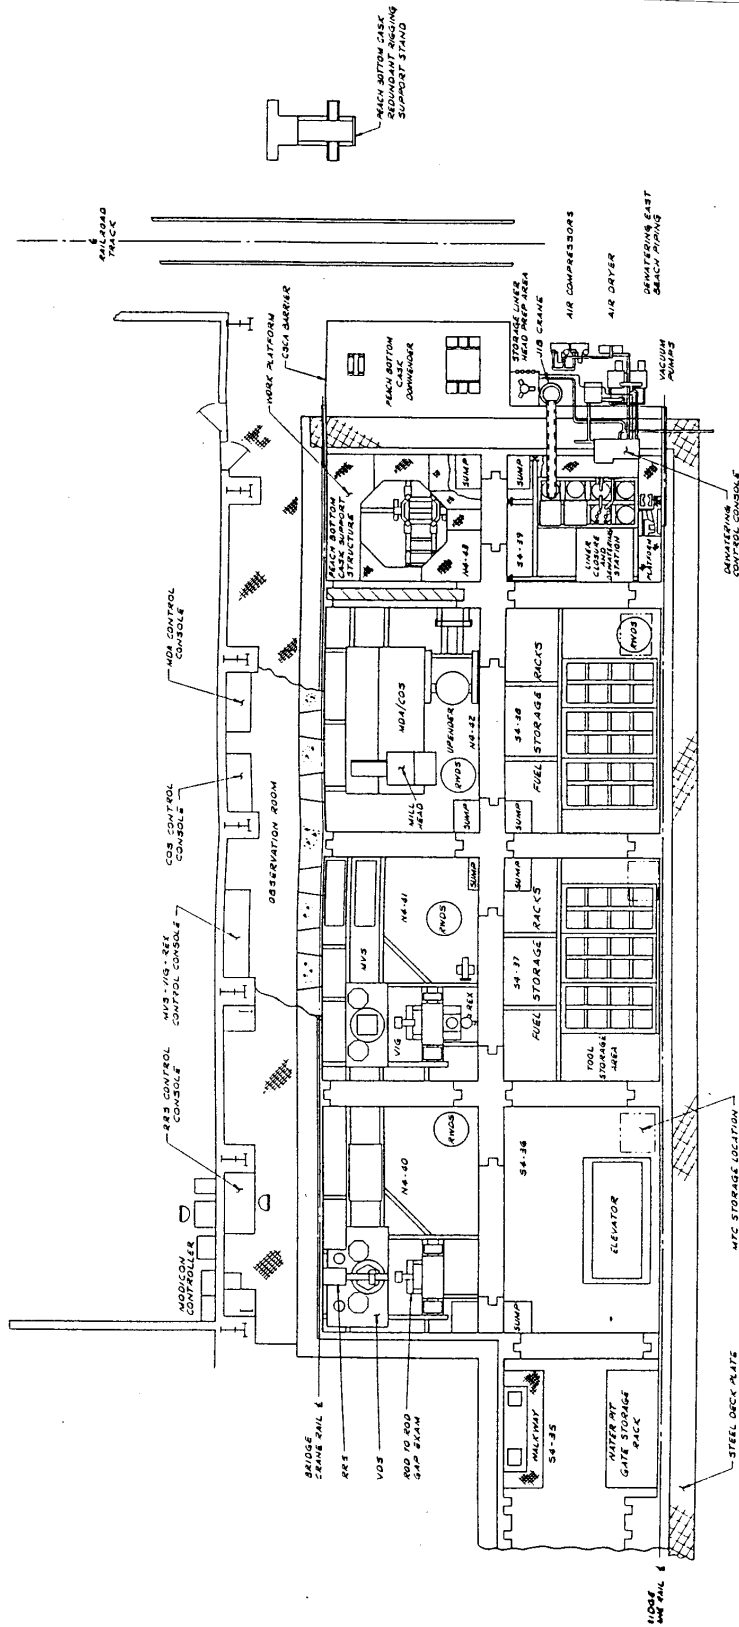 PEACH BOTTOM CASK
REDUNDANT RIGGING
SUPPORT STAND
RAILROAD
TRACK
WORK PLATFORM
CSCA BARRIER
PEACH BOTTOM
CASK
DOWNENDER
STORAGE LINER
HEAD PREP AREA
JIB CRANE
AIR COMPRESSORS
AIR DRYER
DEWATERING EAST
BEACH PIPING
VACUUM
PUMPS
DEWATERING
CONTROL CONSOLE
PEACH BOTTOM
CASK SUPPORT
STRUCTURE
N4-43
SUMP
SUMP
S4-39
LINER
CLOSURE
AND
DEWATERING
STATION
PLATFORM
MDA CONTROL
CONSOLE
COS CONTROL
CONSOLE
MVS-VIG-REX
CONTROL CONSOLE
RRS CONTROL
CONSOLE
MODICON
CONTROLLER
OBSERVATION ROOM
MDA/COS
UPENDER
N4-42
RWDS
MILL
HEAD
SUMP
SUMP
FUEL STORAGE RACKS
S4-38
RWDS
MVS
N4-41
RWDS
SUMP
SUMP
VIG
REX
FUEL STORAGE RACKS
S4-37
TOOL
STORAGE
AREA
N4-40
RWDS
S4-36
ELEVATOR
SUMP
MTC STORAGE LOCATION
BRIDGE
CRANE RAIL ℄
RRS
VDS
ROD TO ROD
GAP EXAM
WALKWAY
S4-35
WATER PIT
GATE STORAGE
RACK
STEEL DECK PLATE
RAIL ℄